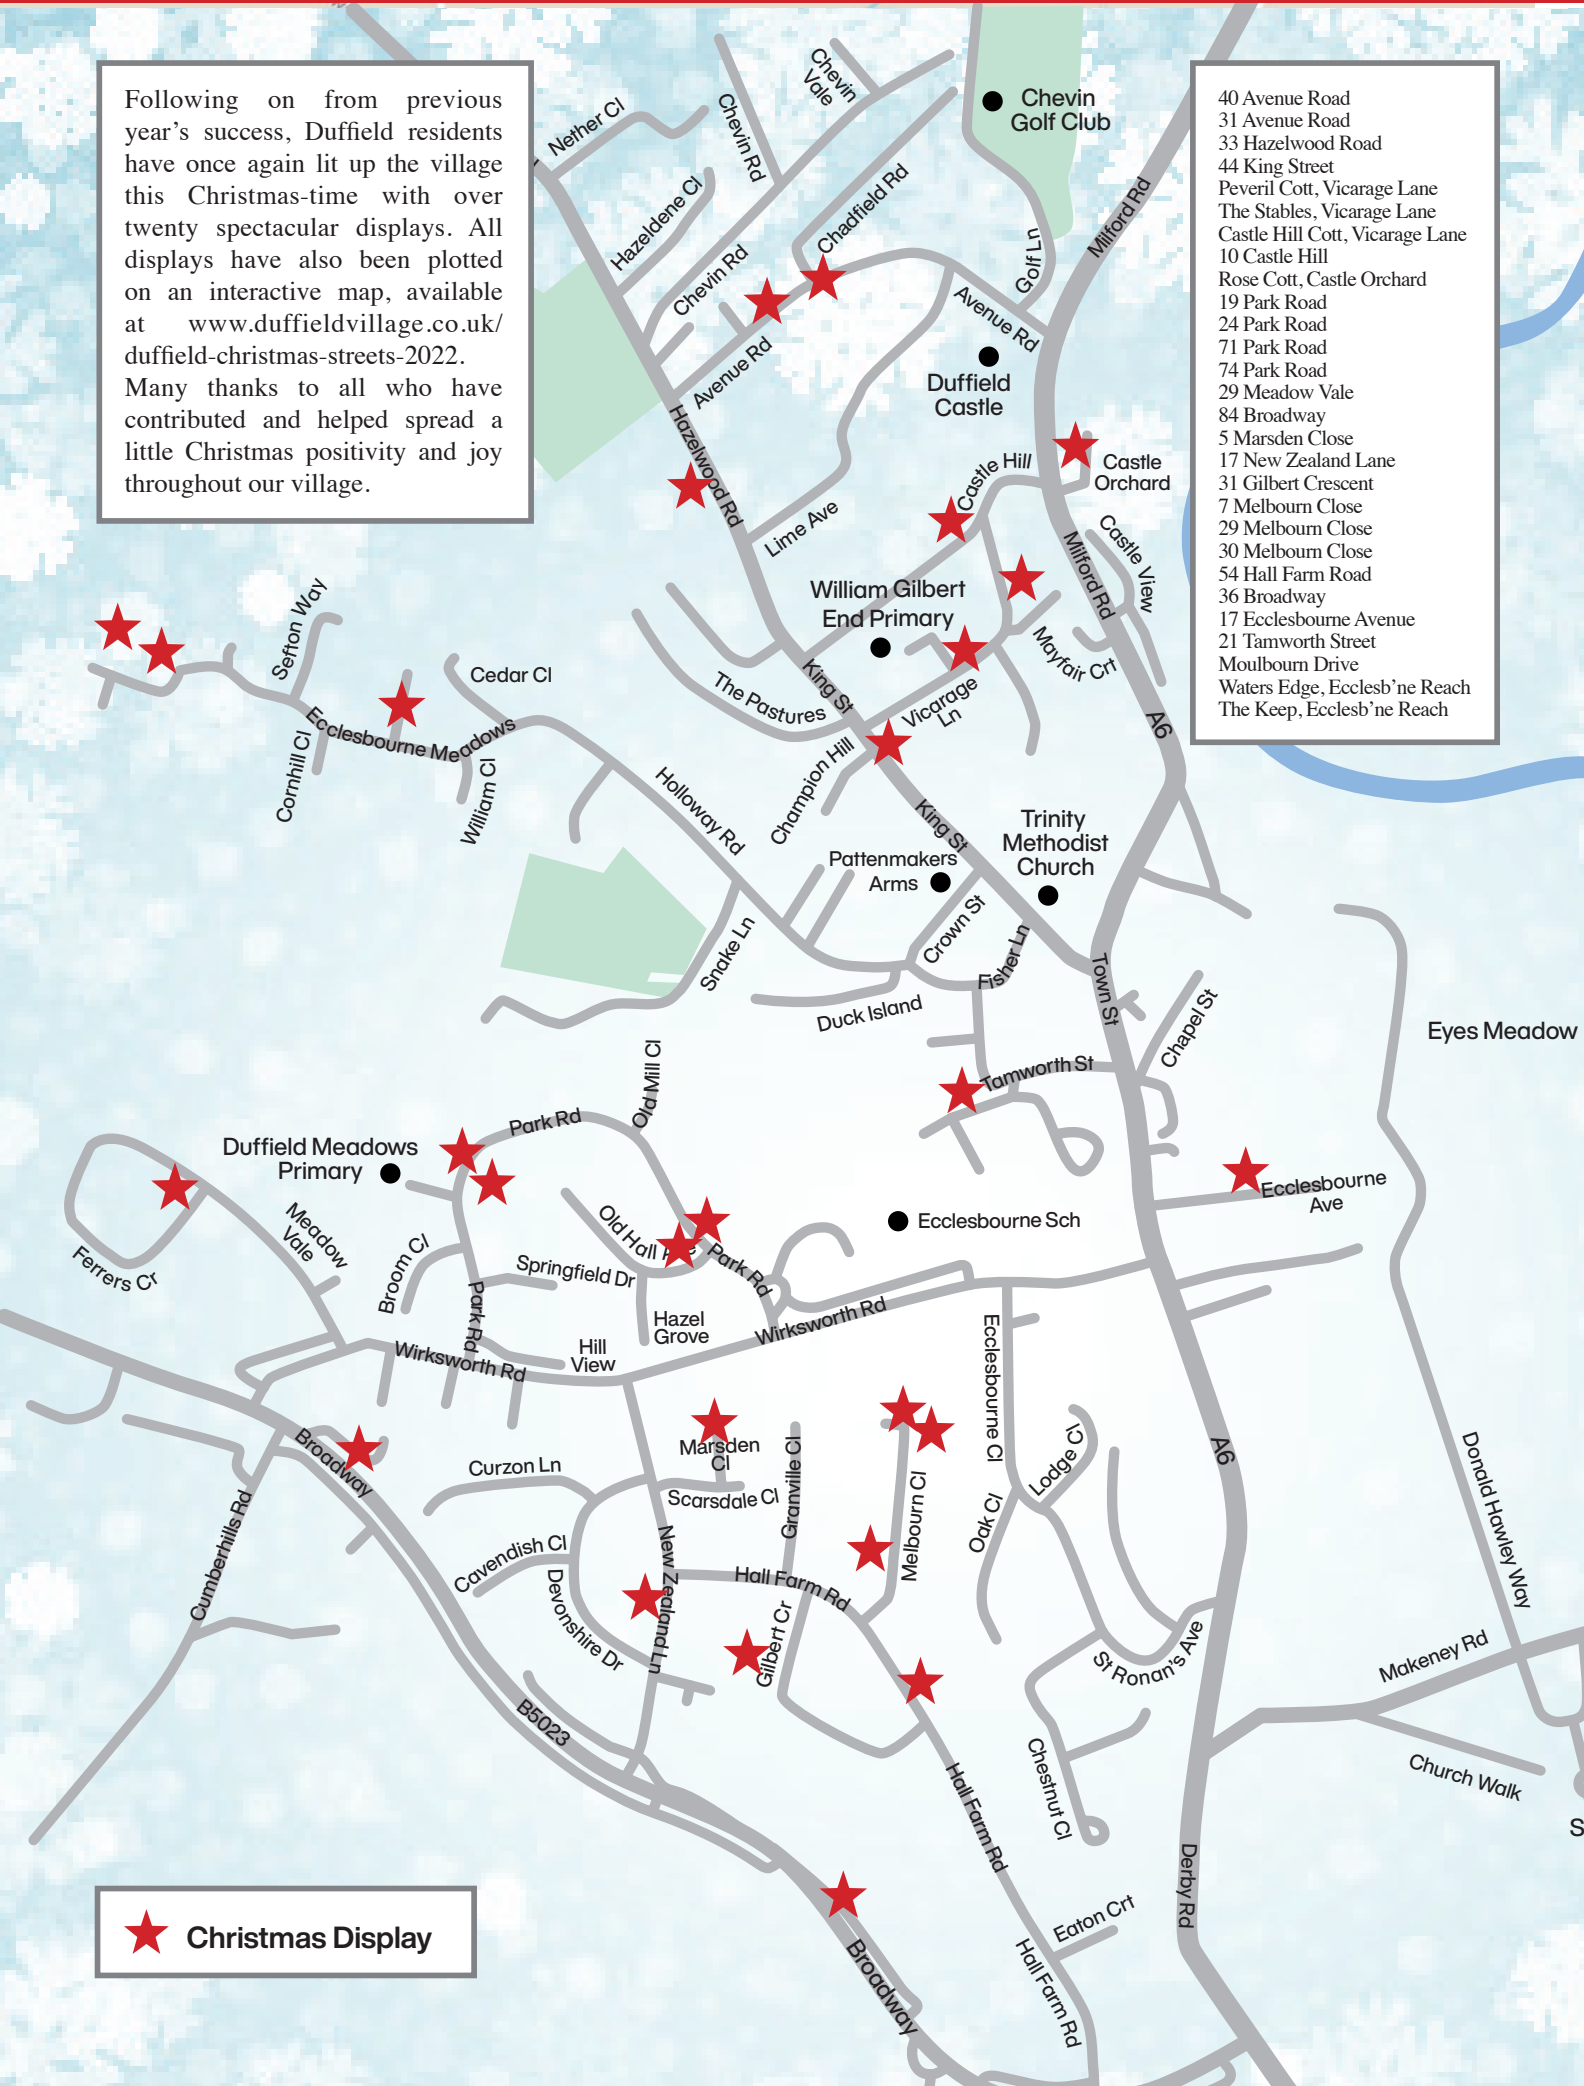 Following on from previous
year's success, Duffield residents
have once again lit up the village
this Christmas-time with over
twenty spectacular displays. All
displays have also been plotted
on an interactive map, available
at www.duffieldvillage.co.uk/
duffield-christmas-streets-2022.
Many thanks to all who have
contributed and helped spread a
little Christmas positivity and joy
throughout our village.
40 Avenue Road
31 Avenue Road
33 Hazelwood Road
44 King Street
Peveril Cott, Vicarage Lane
The Stables, Vicarage Lane
Castle Hill Cott, Vicarage Lane
10 Castle Hill
Rose Cott, Castle Orchard
19 Park Road
24 Park Road
71 Park Road
74 Park Road
29 Meadow Vale
84 Broadway
5 Marsden Close
17 New Zealand Lane
31 Gilbert Crescent
7 Melbourn Close
29 Melbourn Close
30 Melbourn Close
54 Hall Farm Road
36 Broadway
17 Ecclesbourne Avenue
21 Tamworth Street
Moulbourn Drive
Waters Edge, Ecclesb'ne Reach
The Keep, Ecclesb'ne Reach
Nether Cl
Chevin Rd
Chevin
Vale
Chevin
Golf Club
Hazeldene Cl
Chadfield Rd
Milford Rd
Golf Ln
Chevin Rd
Avenue Rd
Avenue Rd
Duffield
Castle
Hazelwood Rd
Castle Hill
Castle
Orchard
Lime Ave
Milford Rd
Castle View
William Gilbert
End Primary
Sefton Way
Mayfair Crt
Cedar Cl
The Pastures
King St
Vicarage
Ln
A6
Ecclesbourne Meadows
Cornhill Cl
William Cl
Holloway Rd
Champion Hill
King St
Trinity
Methodist
Church
Pattenmakers
Arms
Crown St
Snake Ln
Fisher Ln
Town St
Duck Island
Chapel St
Eyes Meadow
Old Mill Cl
Tamworth St
Park Rd
Duffield Meadows
Primary
Ecclesbourne
Ave
Meadow
Vale
Old Hall
Ecclesbourne Sch
Ferrers Cr
Broom Cl
Springfield Dr
Park Rd
Park Rd
Hazel
Grove
Wirksworth Rd
Hill
View
Wirksworth Rd
Ecclesbourne Cl
Marsden
Cl
Broadway
Curzon Ln
Scarsdale Cl
Granville Cl
Melbourn Cl
Lodge Cl
Oak Cl
A6
Donald Hawley Way
Cumberhills Rd
Cavendish Cl
New Zealand Ln
Hall Farm Rd
Devonshire Dr
Gilbert Cr
St Ronan's Ave
Makeney Rd
B5023
Church Walk
Hall Farm Rd
Chestnut Cl
S
Derby Rd
Eaton Crt
Christmas Display
Broadway
Hall Farm Rd